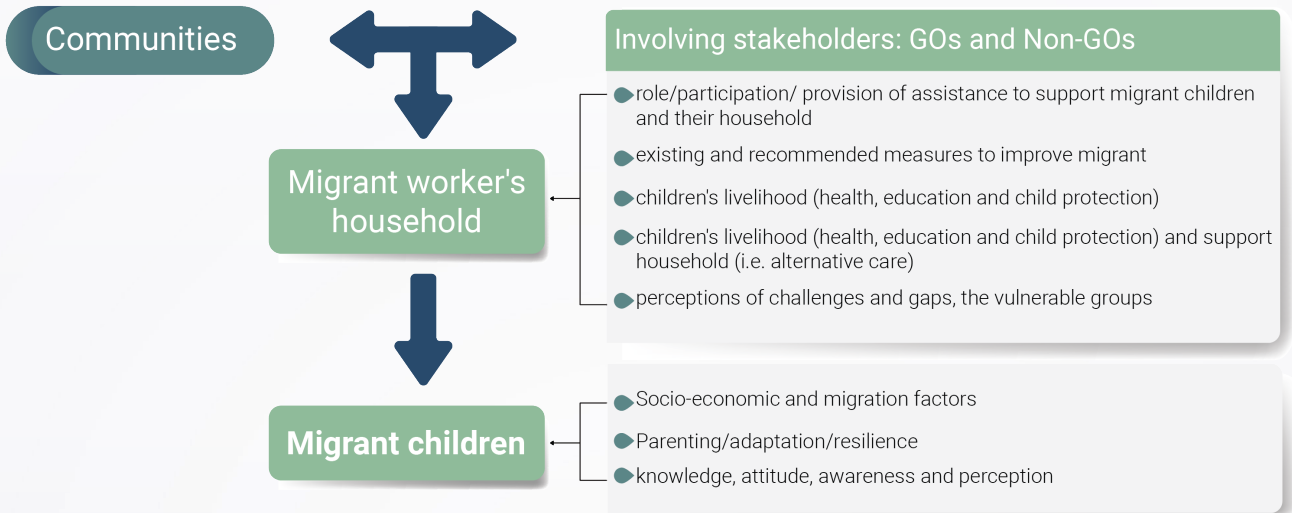 Communities
Involving stakeholders: GOs and Non-GOs
role/participation/ provision of assistance to support migrant children
and their household
existing and recommended measures to improve migrant
children's livelihood (health, education and child protection)
children's livelihood (health, education and child protection) and support
household (i.e. alternative care)
perceptions of challenges and gaps, the vulnerable groups
Migrant worker's
household
Socio-economic and migration factors
Parenting/adaptation/resilience
knowledge, attitude, awareness and perception
Migrant children